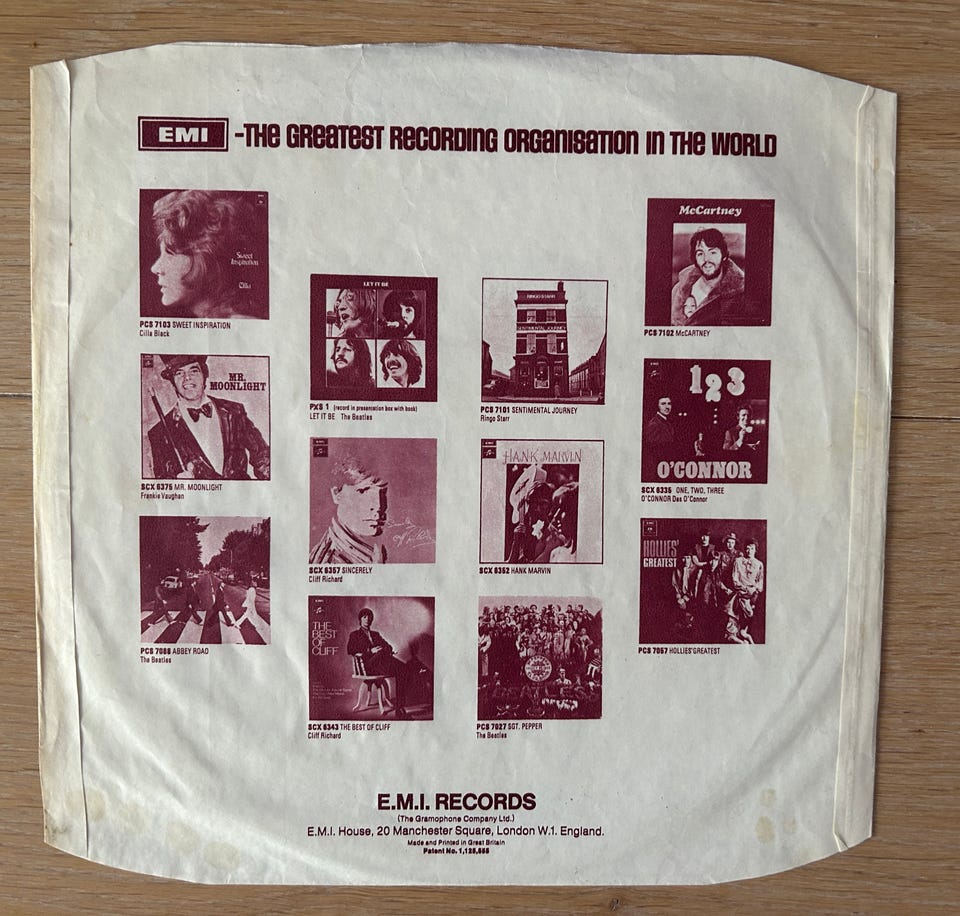 EMI -THE GREATEST RECORDING ORGANISATION IN THE WORLD
Sweet
Inspiration
Cilla
PCS 7103 SWEET INSPIRATION
Cilla Black
MR.
MOONLIGHT
SCX 6375 MR. MOONLIGHT
Frankie Vaughan
PCS 7088 ABBEY ROAD
The Beatles
LET IT BE
PXS 1 (record in presentation box with book)
LET IT BE The Beatles
SCX 6357 SINCERELY
Cliff Richard
THE
BEST
OF
CLIFF
SCX 6343 THE BEST OF CLIFF
Cliff Richard
RINGO STARR
SENTIMENTAL JOURNEY
PCS 7101 SENTIMENTAL JOURNEY
Ringo Starr
HANK MARVIN
SCX 6352 HANK MARVIN
BEATLES
PCS 7027 SGT. PEPPER
The Beatles
McCartney
PCS 7102 McCARTNEY
1 2 3
O'CONNOR
SCX 6335 ONE, TWO, THREE
O'CONNOR Des O'Connor
HOLLIES'
GREATEST
PCS 7057 HOLLIES' GREATEST
E.M.I. RECORDS
(The Gramophone Company Ltd.)
E.M.I. House, 20 Manchester Square, London W.1. England.
Made and Printed in Great Britain
Patent No. 1,125,555